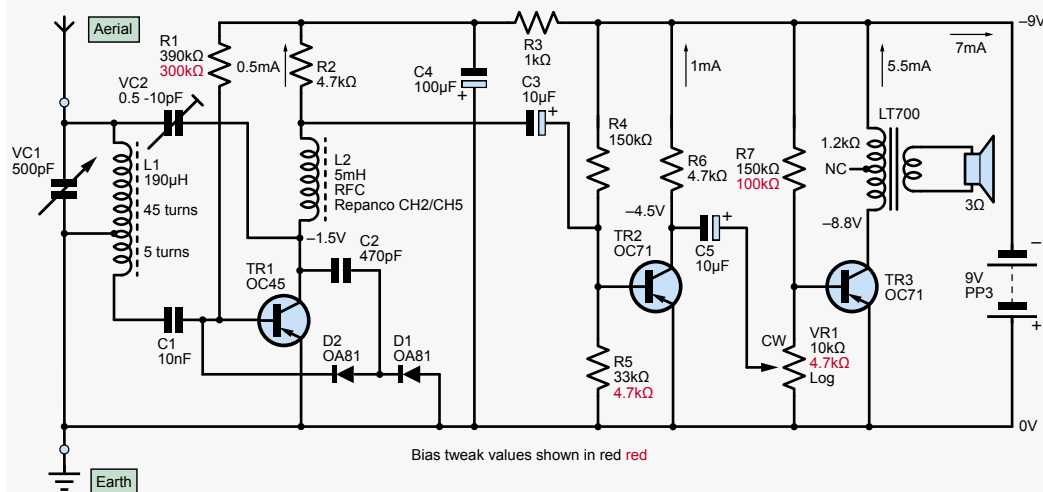 Aerial
R1
390kΩ
300kΩ
0.5mA
R2
4.7kΩ
R3
1kΩ
–9V
7mA
VC2
0.5 -10pF
C4
100µF
+
C3
10µF
+
1mA
5.5mA
LT700
VC1
500pF
L1
190µH
45 turns
5 turns
L2
5mH
RFC
Repanco CH2/CH5
R4
150kΩ
R6
4.7kΩ
R7
150kΩ
100kΩ
1.2kΩ
NC
3Ω
–1.5V
–4.5V
–8.8V
C2
470pF
TR1
OC45
TR2
OC71
C5
10µF
+
TR3
OC71
–
9V
PP3
+
C1
10nF
D2
OA81
D1
OA81
R5
33kΩ
4.7kΩ
CW
VR1
10kΩ
4.7kΩ
Log
0V
Bias tweak values shown in red red
Earth